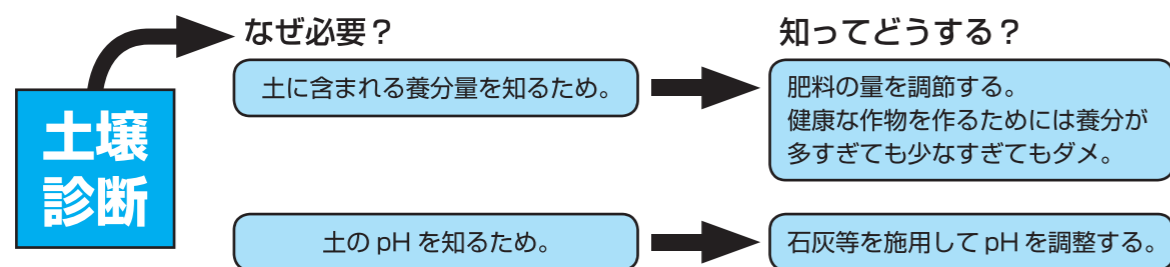 土壌
診断
なぜ必要？
知ってどうする？
土に含まれる養分量を知るため。
肥料の量を調節する。
健康な作物を作るためには養分が
多すぎても少なすぎてもダメ。
土の pH を知るため。
石灰等を施用して pH を調整する。